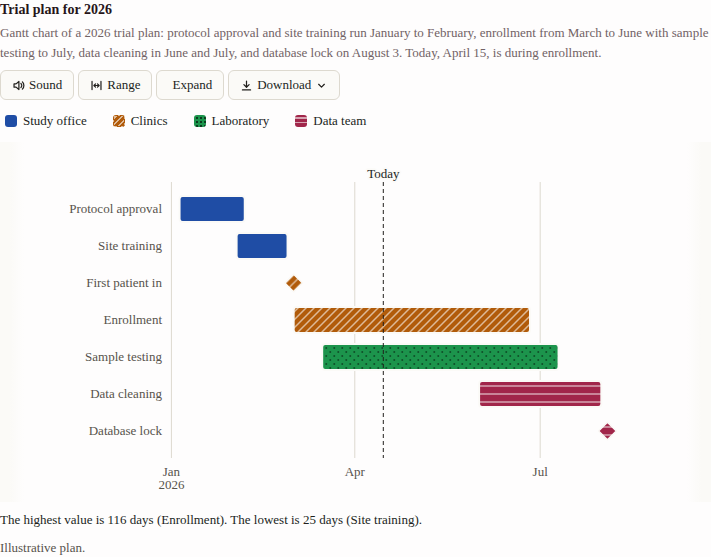 Trial plan for 2026
Gantt chart of a 2026 trial plan: protocol approval and site training run January to February, enrollment from March to June with sample
testing to July, data cleaning in June and July, and database lock on August 3. Today, April 15, is during enrollment.
Sound Range Expand Download
Study office Clinics Laboratory Data team
Today
Protocol approval
Site training
First patient in
Enrollment
Sample testing
Data cleaning
Database lock
Jan Apr Jul
2026
The highest value is 116 days (Enrollment). The lowest is 25 days (Site training).
Illustrative plan.